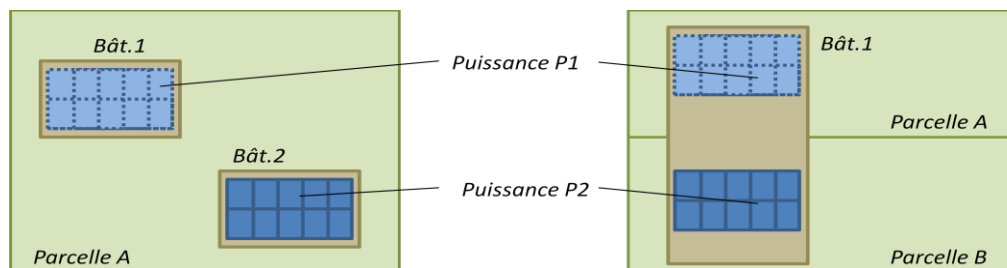 Bât.1
Puissance P1
Bât.2
Puissance P2
Parcelle A
Bât.1
Parcelle A
Parcelle B